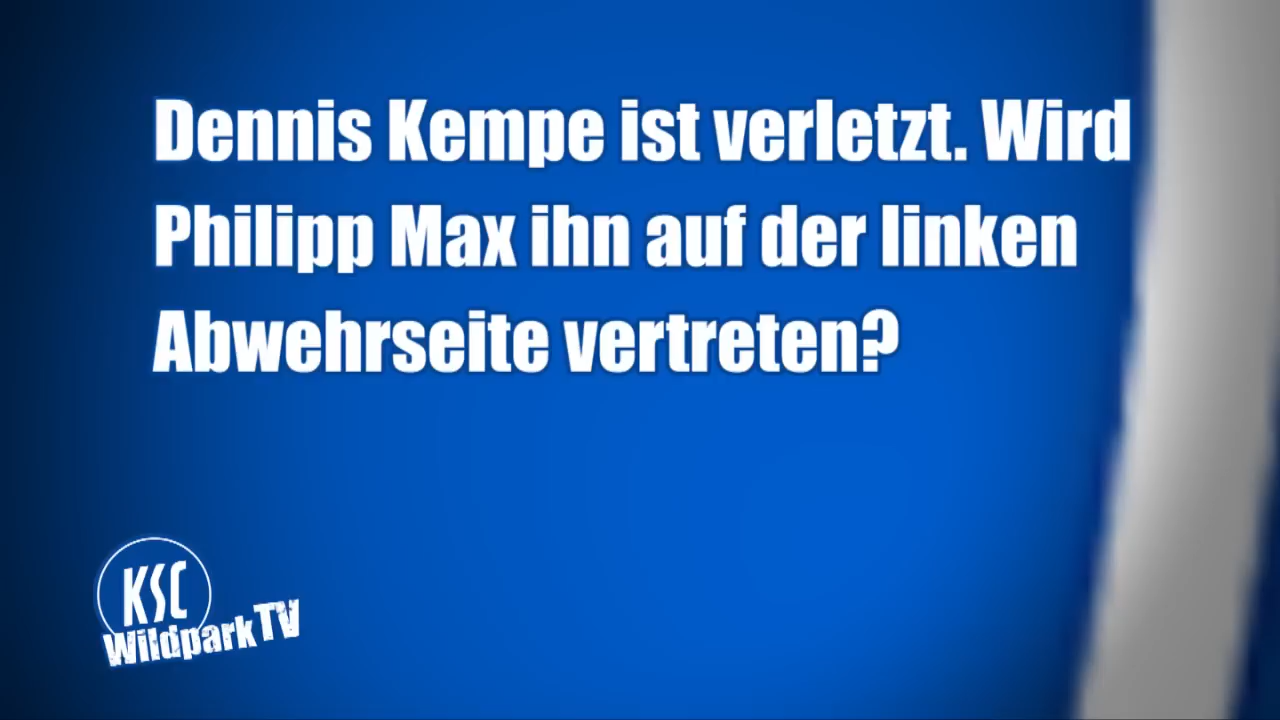 Dennis Kempe ist verletzt. Wird
Philipp Max ihn auf der linken
Abwehrseite vertreten?
KSC
WildparkTV